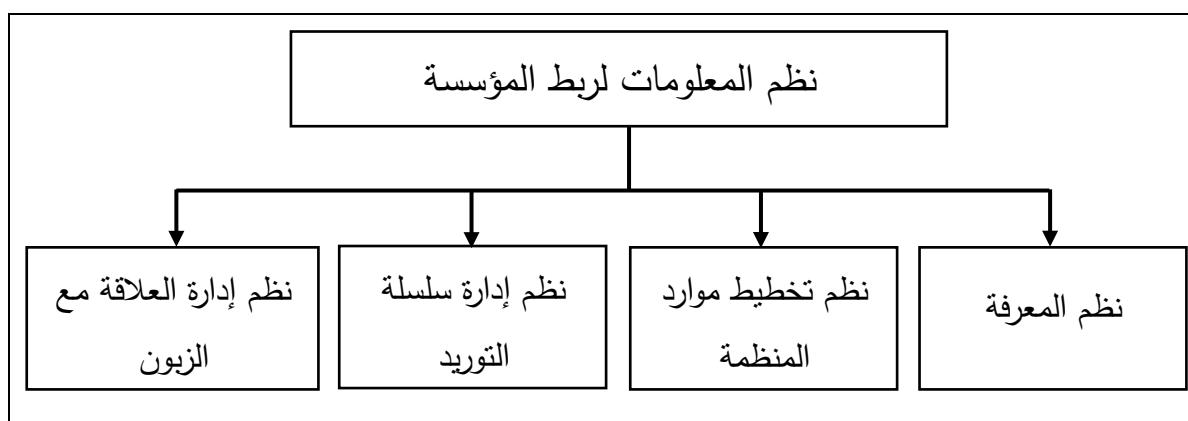 نظم المعلومات لربط المؤسسة
نظم المعرفة
نظم تخطيط موارد
المنظمة
نظم إدارة سلسلة
التوريد
نظم إدارة العلاقة مع
الزبون